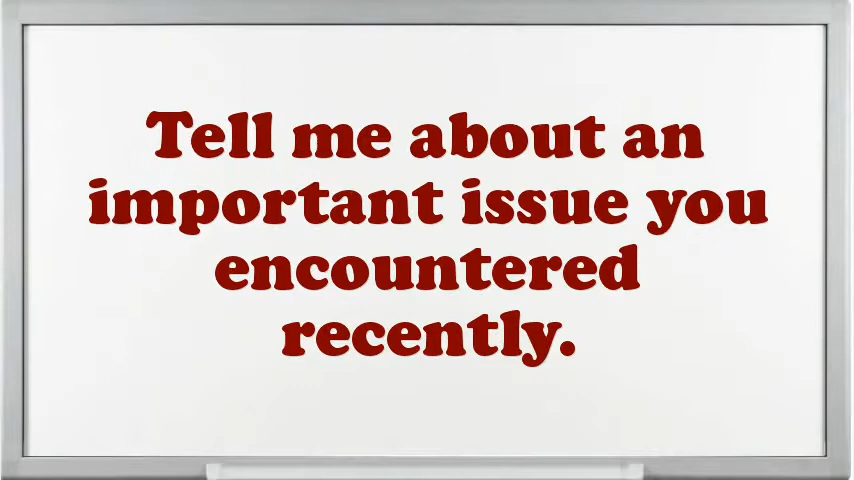 Tell me about an
important issue you
encountered
recently.